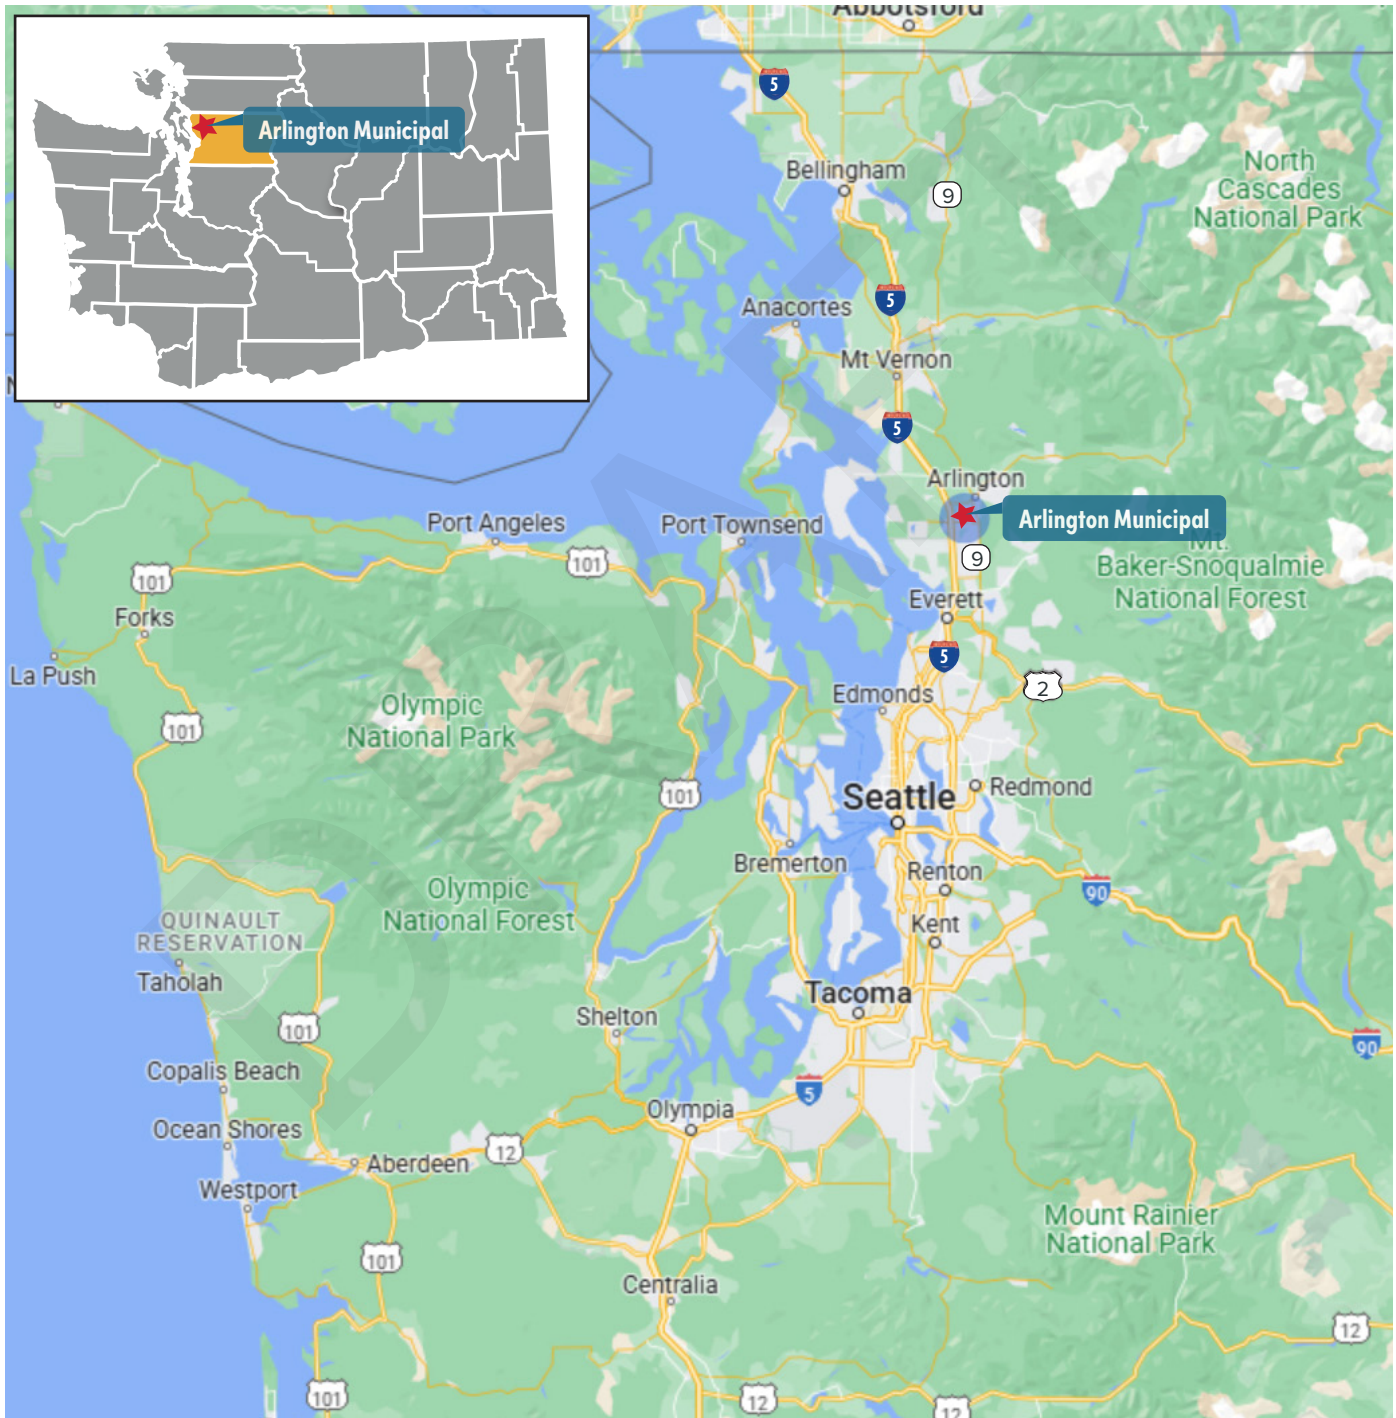 Abbotsford
5
Arlington Municipal
Bellingham
9
North
Cascades
National Park
5
Anacortes
Mt Vernon
5
Arlington
Arlington Municipal
Port Angeles
Port Townsend
101
101
9
Mt.
Baker-Snoqualmie
National Forest
Forks
Everett
5
La Push
2
Edmonds
Olympic
National Park
101
101
Seattle
Redmond
Bremerton
Renton
90
Olympic
National Forest
Kent
QUINAULT
RESERVATION
Taholah
Tacoma
Shelton
101
90
Copalis Beach
5
Olympia
Ocean Shores
12
Aberdeen
Westport
Mount Rainier
National Park
101
Centralia
12
101
12
12
DRAFT